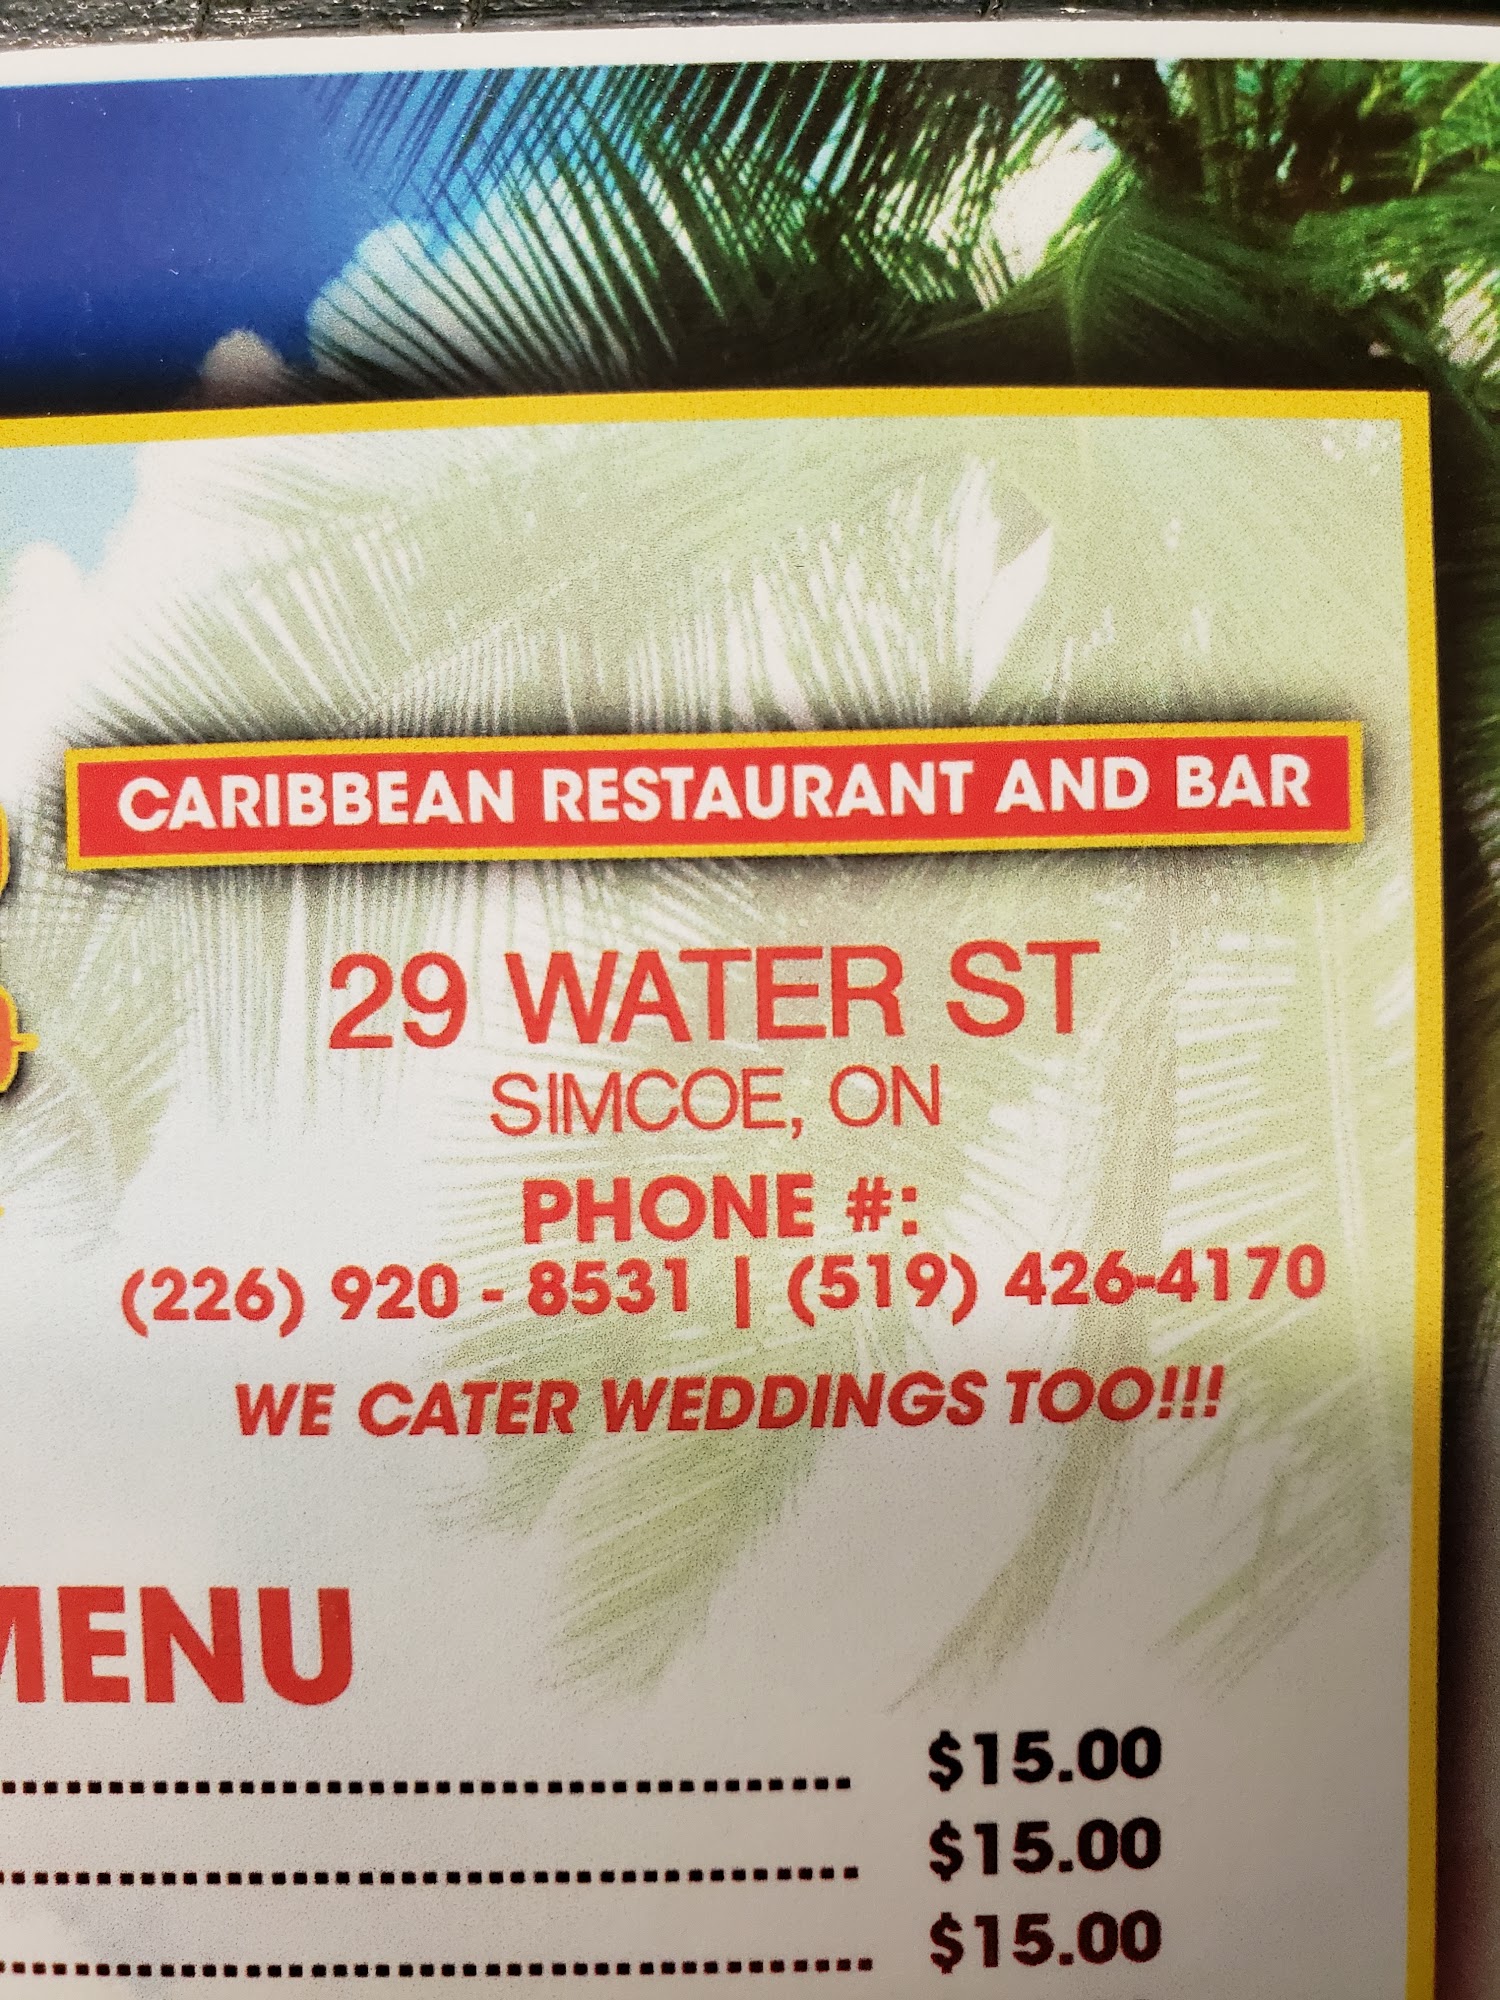 CARIBBEAN RESTAURANT AND BAR
29 WATER ST
SIMCOE, ON
PHONE #:
(226) 920 - 8531 | (519) 426-4170
WE CATER WEDDINGS TOO!!!
MENU
$15.00
$15.00
$15.00